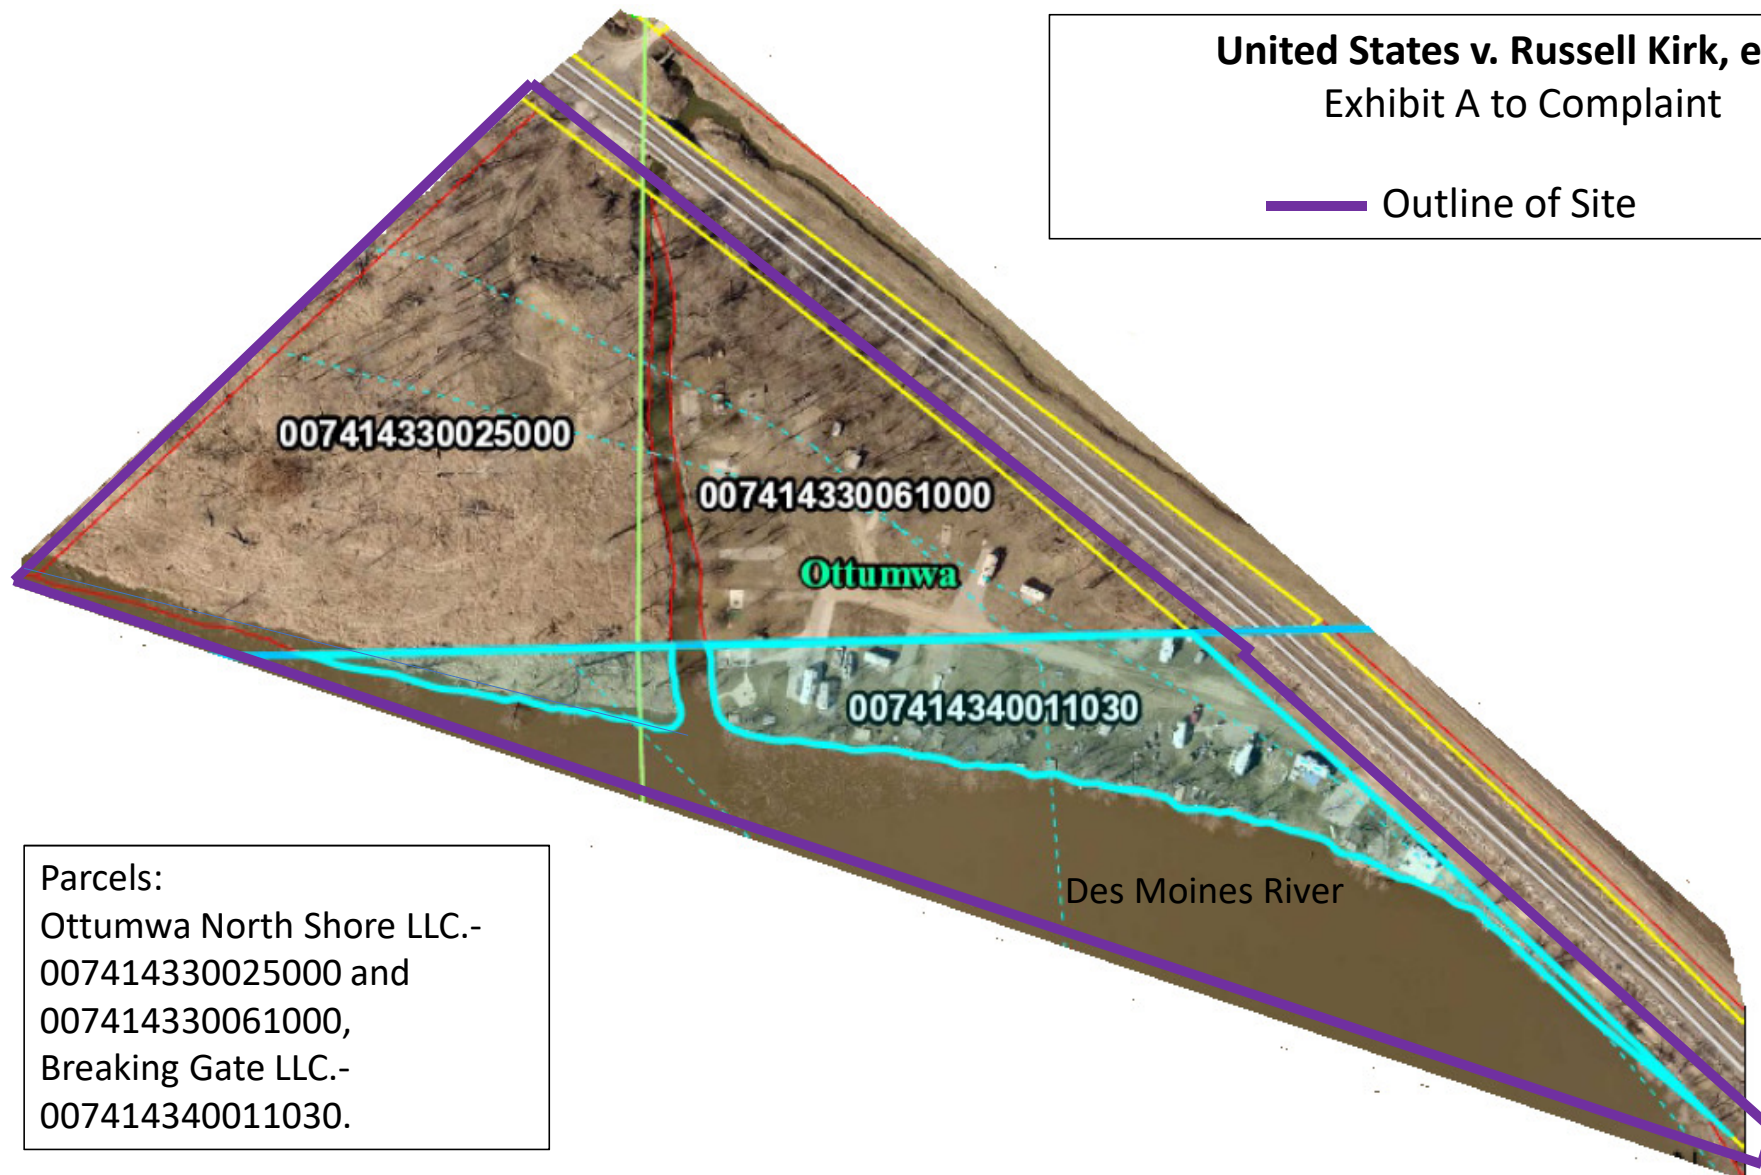 United States v. Russell Kirk, e
Exhibit A to Complaint
Outline of Site
007414330025000
007414330061000
Ottumwa
007414340011030
Des Moines River
Parcels:
Ottumwa North Shore LLC.-
007414330025000 and
007414330061000,
Breaking Gate LLC.-
007414340011030.